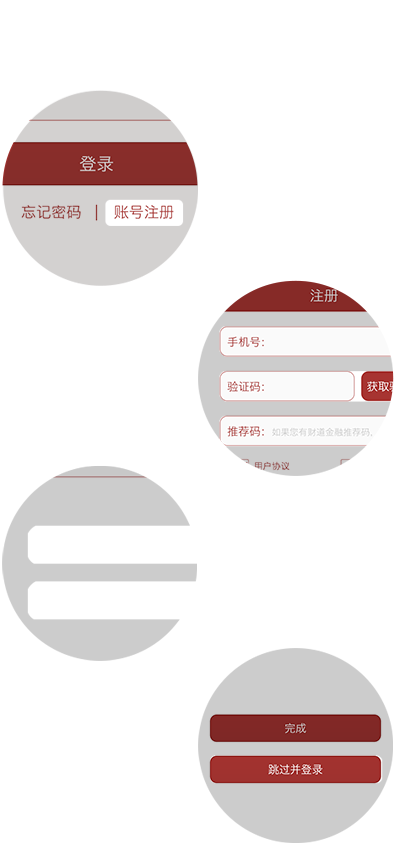 登录
忘记密码 | 账号注册
注册
手机号:
验证码: 获取
推荐码: 如果您有财道金融推荐码,
用户协议
完成
跳过并登录